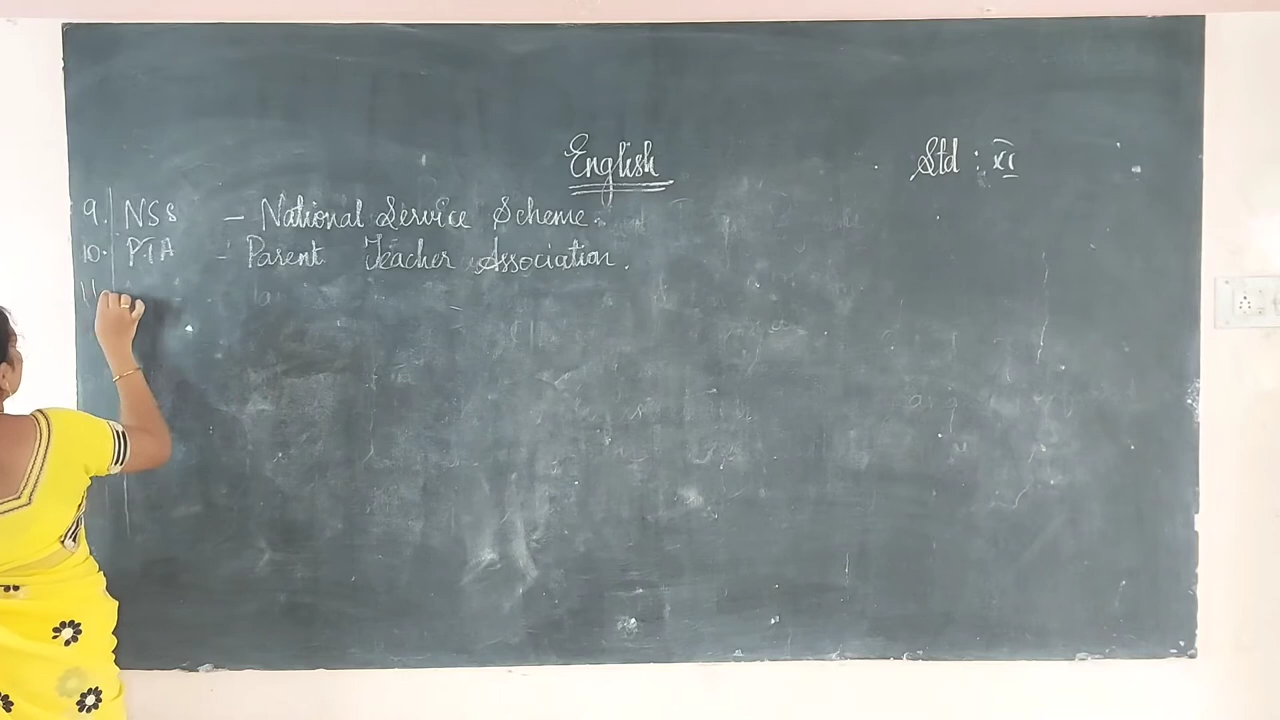 English
Std : XI
9. NSS - National Service Scheme.
10. PTA - Parent Teacher Association.
11